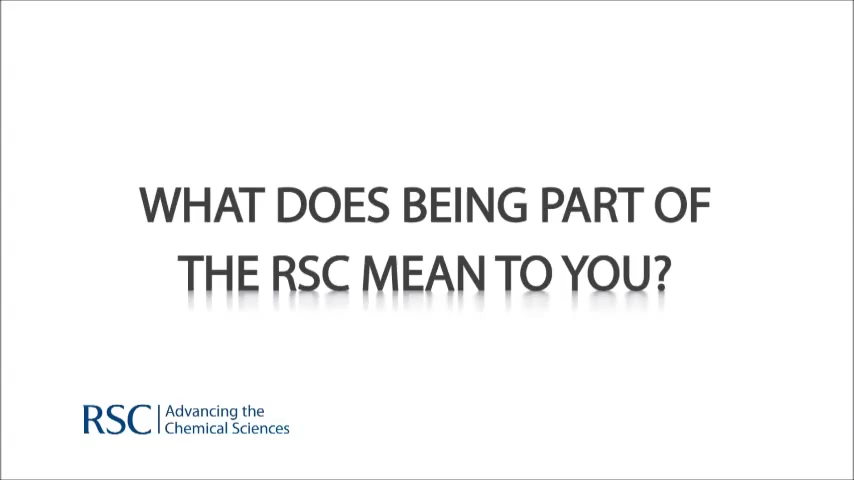 WHAT DOES BEING PART OF
THE RSC MEAN TO YOU?
RSC | Advancing the
Chemical Sciences